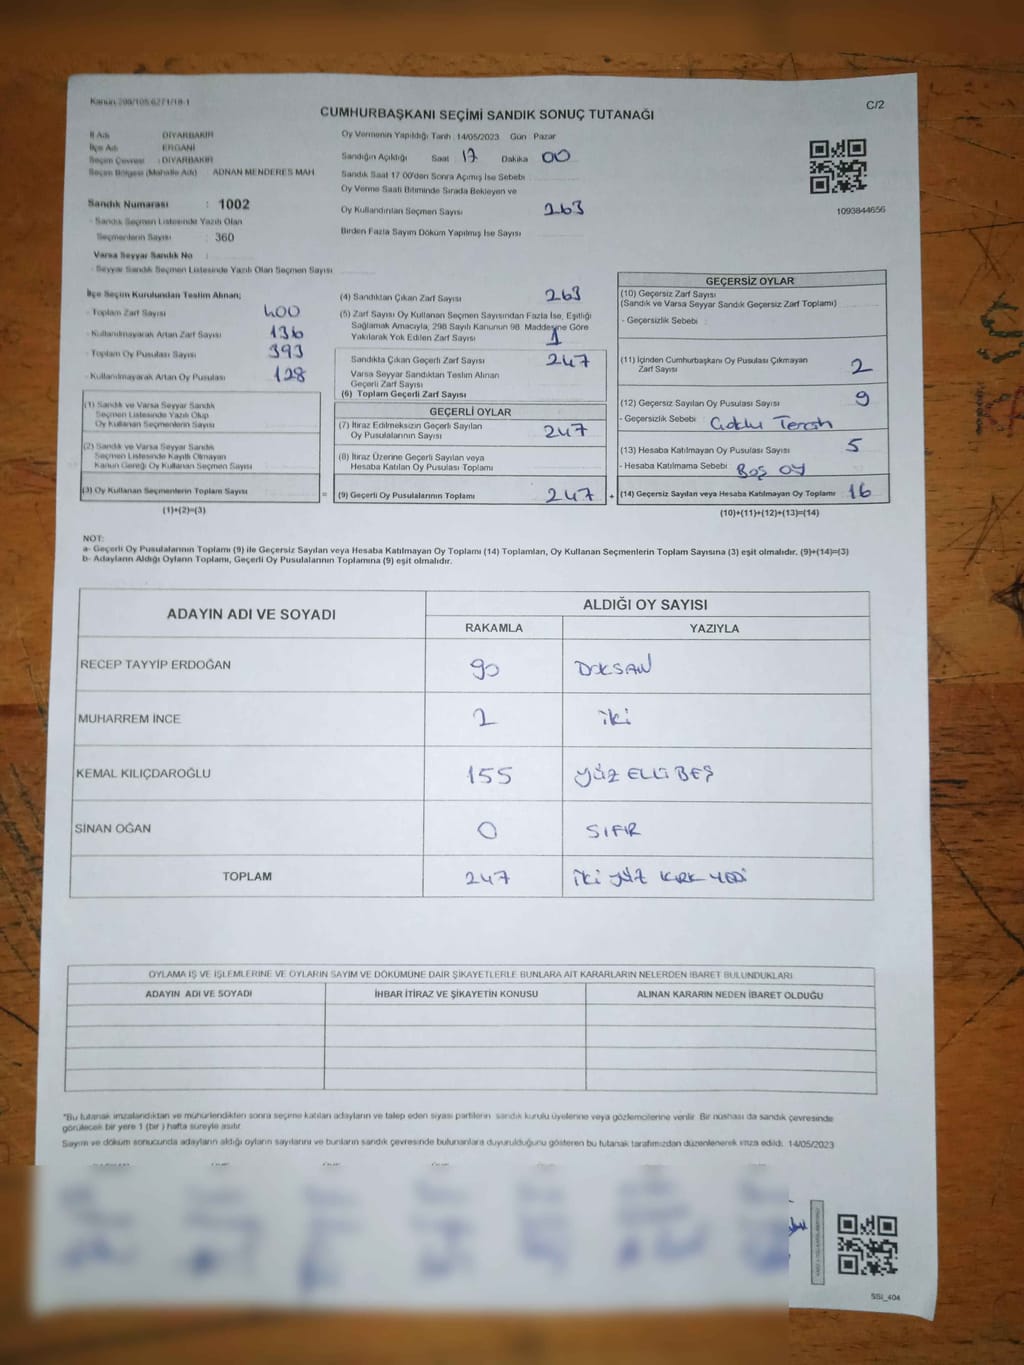 Kanun 298/105 6271/18-1
C/2
CUMHURBAŞKANI SEÇİMİ SANDIK SONUÇ TUTANAĞI
İl Adı : DİYARBAKIR
İlçe Adı : ERGANİ
Seçim Çevresi : DİYARBAKIR
Seçim Bölgesi (Mahalle Adı) ADNAN MENDERES MAH
Sandık Numarası : 1002
- Sandık Seçmen Listesinde Yazılı Olan
Seçmenlerin Sayısı : 360
Varsa Seyyar Sandık No :
- Seyyar Sandık Seçmen Listesinde Yazılı Olan Seçmen Sayısı
Oy Vermenin Yapıldığı Tarih 14/05/2023 Gün Pazar
Sandığın Açıldığı Saat 17 Dakika 00
Sandık Saat 17 00'den Sonra Açımış İse Sebebi
Oy Verme Saati Bitiminde Sırada Bekleyen ve
Oy Kullandırılan Seçmen Sayısı 263
Birden Fazla Sayım Döküm Yapılmış İse Sayısı
1093844656
İlçe Seçim Kurulundan Teslim Alınan;
- Toplam Zarf Sayısı 400
- Kullanılmayarak Artan Zarf Sayısı 136
- Toplam Oy Pusulası Sayısı 393
- Kullanılmayarak Artan Oy Pusulası 128
(1) Sandık ve Varsa Seyyar Sandık
Seçmen Listesinde Yazılı Olup
Oy Kullanan Seçmenlerin Sayısı
(2) Sandık ve Varsa Seyyar Sandık
Seçmen Listesinde Kayıtlı Olmayan
Kanun Gereği Oy Kullanan Seçmen Sayısı
(3) Oy Kullanan Seçmenlerin Toplam Sayısı
(1)+(2)=(3)
(4) Sandıktan Çıkan Zarf Sayısı 263
(5) Zarf Sayısı Oy Kullanan Seçmen Sayısından Fazla İse, Eşitliği
Sağlamak Amacıyla, 298 Sayılı Kanunun 98. Maddesine Göre
Yakılarak Yok Edilen Zarf Sayısı 1
Sandıkta Çıkan Geçerli Zarf Sayısı 247
Varsa Seyyar Sandıktan Teslim Alınan
Geçerli Zarf Sayısı
(6) Toplam Geçerli Zarf Sayısı
GEÇERLİ OYLAR
(7) İtiraz Edilmeksizin Geçerli Sayılan
Oy Pusulalarının Sayısı 247
(8) İtiraz Üzerine Geçerli Sayılan veya
Hesaba Katılan Oy Pusulası Toplamı
= (9) Geçerli Oy Pusulalarının Toplamı 247 +
GEÇERSİZ OYLAR
(10) Geçersiz Zarf Sayısı
(Sandık ve Varsa Seyyar Sandık Geçersiz Zarf Toplamı)
- Geçersizlik Sebebi :
(11) İçinden Cumhurbaşkanı Oy Pusulası Çıkmayan
Zarf Sayısı 2
(12) Geçersiz Sayılan Oy Pusulası Sayısı 9
- Geçersizlik Sebebi :
(13) Hesaba Katılmayan Oy Pusulası Sayısı 5
- Hesaba Katılmama Sebebi : Boş oy
(14) Geçersiz Sayılan veya Hesaba Katılmayan Oy Toplamı 16
(10)+(11)+(12)+(13)=(14)
NOT:
a- Geçerli Oy Pusulalarının Toplamı (9) ile Geçersiz Sayılan veya Hesaba Katılmayan Oy Toplamı (14) Toplamları, Oy Kullanan Seçmenlerin Toplam Sayısına (3) eşit olmalıdır. (9)+(14)=(3)
b- Adayların Aldığı Oyların Toplamı, Geçerli Oy Pusulalarının Toplamına (9) eşit olmalıdır.
ADAYIN ADI VE SOYADI
ALDIĞI OY SAYISI
RAKAMLA YAZIYLA
RECEP TAYYİP ERDOĞAN 90 DOKSAN
MUHARREM İNCE 2 iki
KEMAL KILIÇDAROĞLU 155 YÜZ ELLİ BEŞ
SİNAN OĞAN 0 SIFIR
TOPLAM 247 İKİ YÜZ KIRK YEDİ
OYLAMA İŞ VE İŞLEMLERİNE VE OYLARIN SAYIM VE DÖKÜMÜNE DAİR ŞİKAYETLERLE BUNLARA AİT KARARLARIN NELERDEN İBARET BULUNDUKLARI
ADAYIN ADI VE SOYADI İHBAR İTİRAZ VE ŞİKAYETİN KONUSU ALINAN KARARIN NEDEN İBARET OLDUĞU
"Bu tutanak imzalandıktan ve mühürlendikten sonra seçime katılan adayların ve talep eden siyasi partilerin sandık kurulu üyelerine veya gözlemcilerine verilir. Bir nüshası da sandık çevresinde
görülecek bir yere 1 (bir ) hafta süreyle asılır.
Sayım ve döküm sonucunda adayların aldığı oyların sayılarını ve bunların sandık çevresinde bulunanlara duyurulduğunu gösteren bu tutanak tarafımızdan düzenlenerek imza edildi. 14/05/2023
SSİ_404